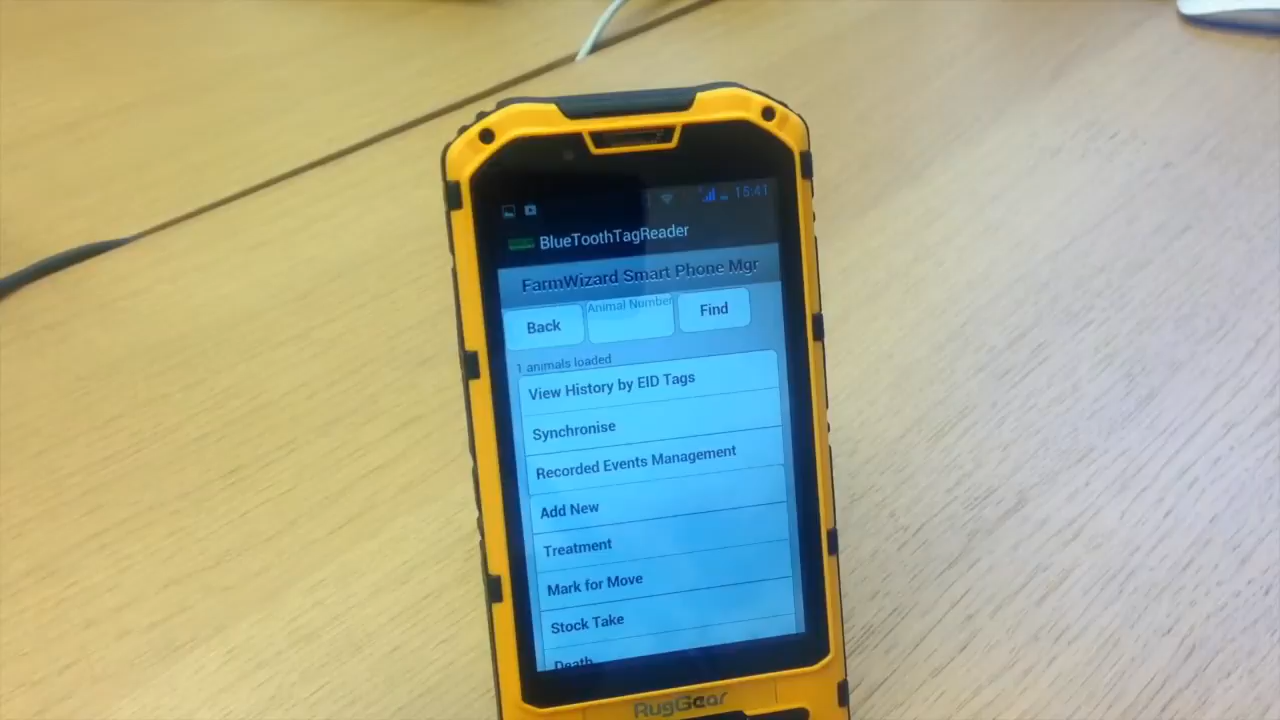 15:41
BlueToothTagReader
FarmWizard Smart Phone Mgr
Back
Animal Number
Find
1 animals loaded
View History by EID Tags
Synchronise
Recorded Events Management
Add New
Treatment
Mark for Move
Stock Take
Death
RugGear